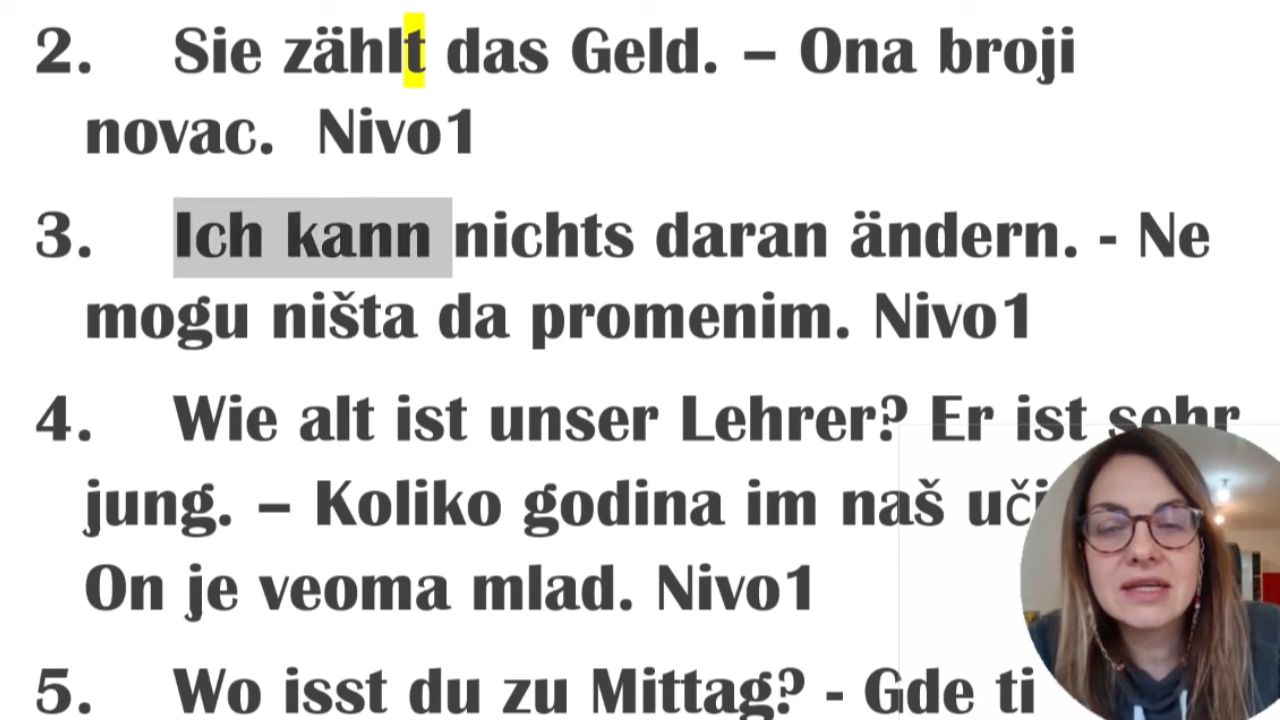 2. Sie zählt das Geld. – Ona broji
novac. Nivo1
3. Ich kann nichts daran ändern. - Ne
mogu ništa da promenim. Nivo1
4. Wie alt ist unser Lehrer? Er ist sehr
jung. – Koliko godina im naš
On je veoma mlad. Nivo1
5. Wo isst du zu Mittag? - Gde ti